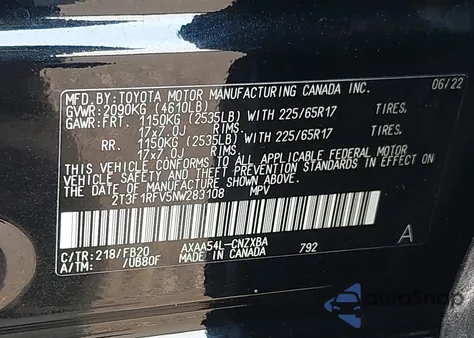 MFD. BY: TOYOTA MOTOR MANUFACTURING CANADA INC. 06/22
GVWR: 2090KG (4610LB)
GAWR: FRT. 1150KG (2535LB) WITH 225/65R17 TIRES.
17x7.0J RIMS.
RR. 1150KG (2535LB) WITH 225/65R17 TIRES.
17x7.0J RIMS.
THIS VEHICLE CONFORMS TO ALL APPLICABLE FEDERAL MOTOR
VEHICLE SAFETY AND THEFT PREVENTION STANDARDS IN EFFECT ON
THE DATE OF MANUFACTURE SHOWN ABOVE.
2T3F1RFV5NW283108 MPV
C/TR: 218/FB20 AXAA54L-CNZXBA 792 A
A/TM: /UB80F MADE IN CANADA
autoSnap